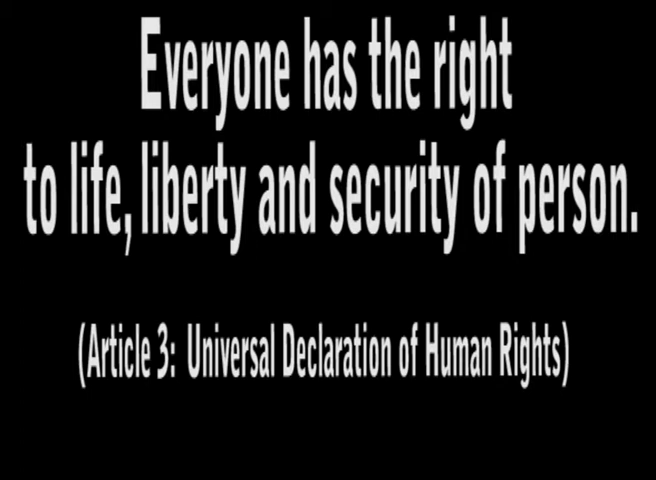 Everyone has the right
to life, liberty and security of person.
(Article 3: Universal Declaration of Human Rights)